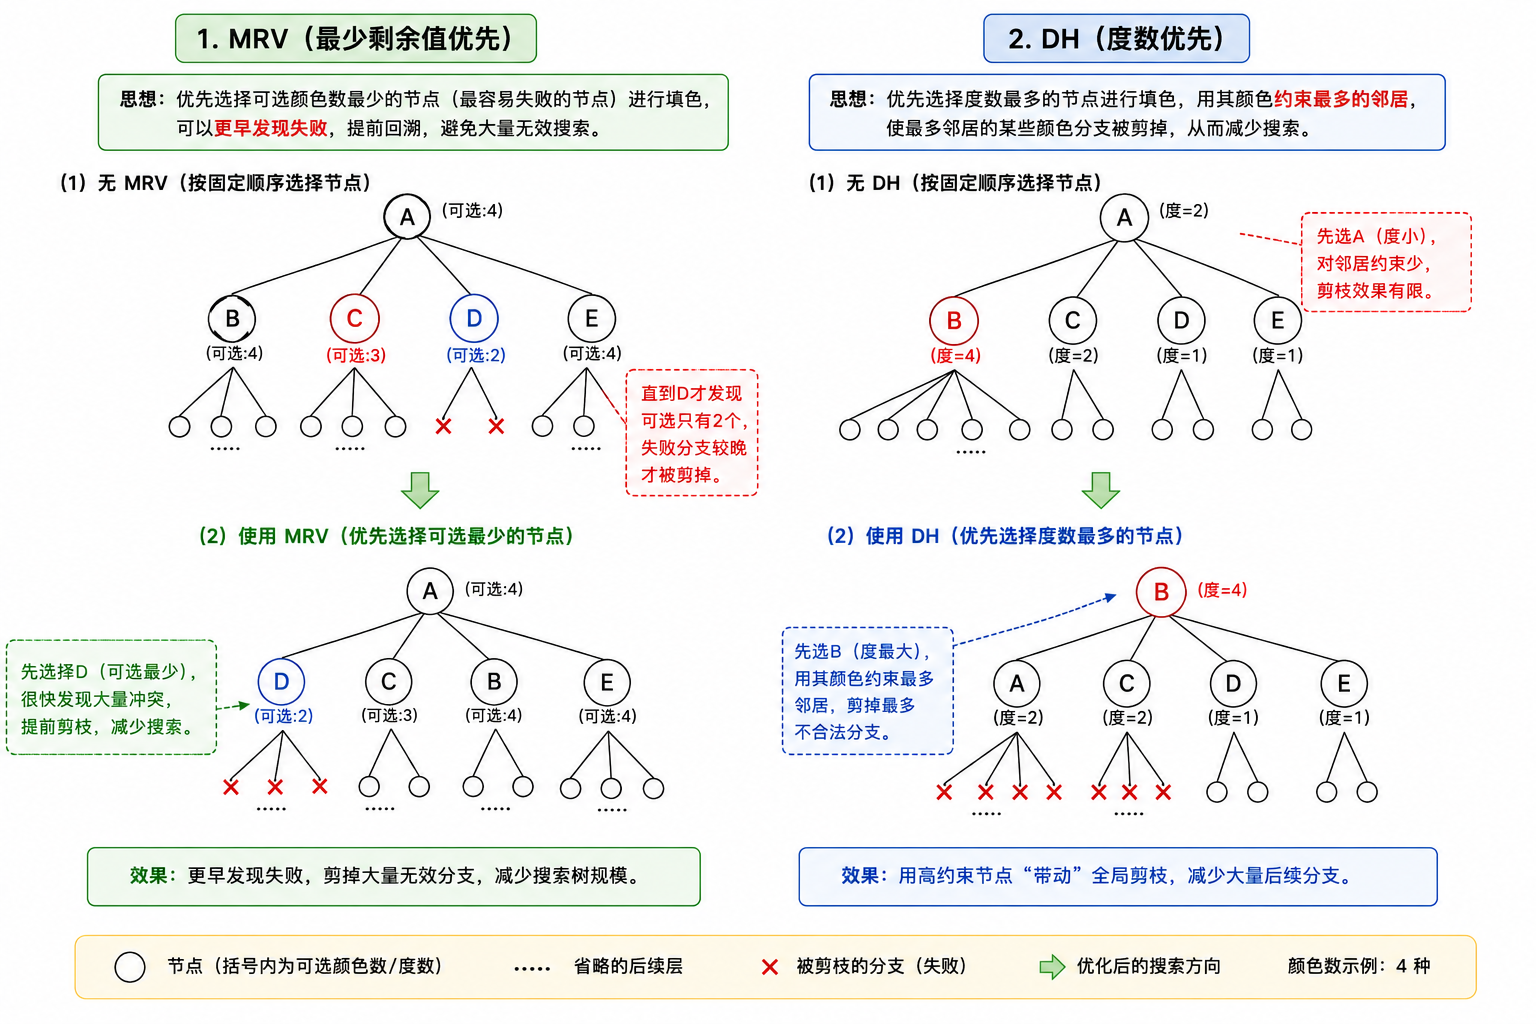 1. MRV（最少剩余值优先）
思想：优先选择可选颜色数最少的节点（最容易失败的节点）进行填色，
可以更早发现失败，提前回溯，避免大量无效搜索。
（1）无 MRV（按固定顺序选择节点）
A
(可选:4)
B
C
D
E
(可选:4)
(可选:3)
(可选:2)
(可选:4)
直到D才发现
可选只有2个，
失败分支较晚
才被剪掉。
（2）使用 MRV（优先选择可选最少的节点）
A
(可选:4)
先选择D（可选最少），
很快发现大量冲突，
提前剪枝，减少搜索。
D
C
B
E
(可选:2)
(可选:3)
(可选:4)
(可选:4)
效果：更早发现失败，剪掉大量无效分支，减少搜索树规模。
2. DH（度数优先）
思想：优先选择度数最多的节点进行填色，用其颜色约束最多的邻居，
使最多邻居的某些颜色分支被剪掉，从而减少搜索。
（1）无 DH（按固定顺序选择节点）
A
(度=2)
先选A（度小），
对邻居约束少，
剪枝效果有限。
B
C
D
E
(度=4)
(度=2)
(度=1)
(度=1)
（2）使用 DH（优先选择度数最多的节点）
B
(度=4)
先选B（度最大），
用其颜色约束最多
邻居，剪掉最多
不合法分支。
A
C
D
E
(度=2)
(度=2)
(度=1)
(度=1)
效果：用高约束节点“带动”全局剪枝，减少大量后续分支。
节点（括号内为可选颜色数/度数）
省略的后续层
被剪枝的分支（失败）
优化后的搜索方向
颜色数示例：4 种